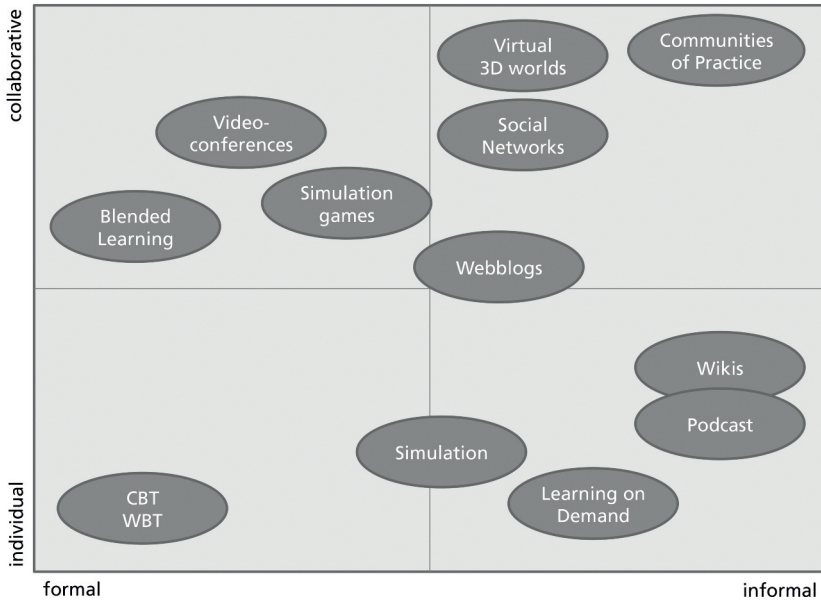 collaborative
Virtual
3D worlds
Communities
of Practice
Video-
conferences
Social
Networks
Simulation
games
Blended
Learning
Webblogs
Wikis
Podcast
Simulation
Learning on
Demand
CBT
WBT
individual
formal
informal